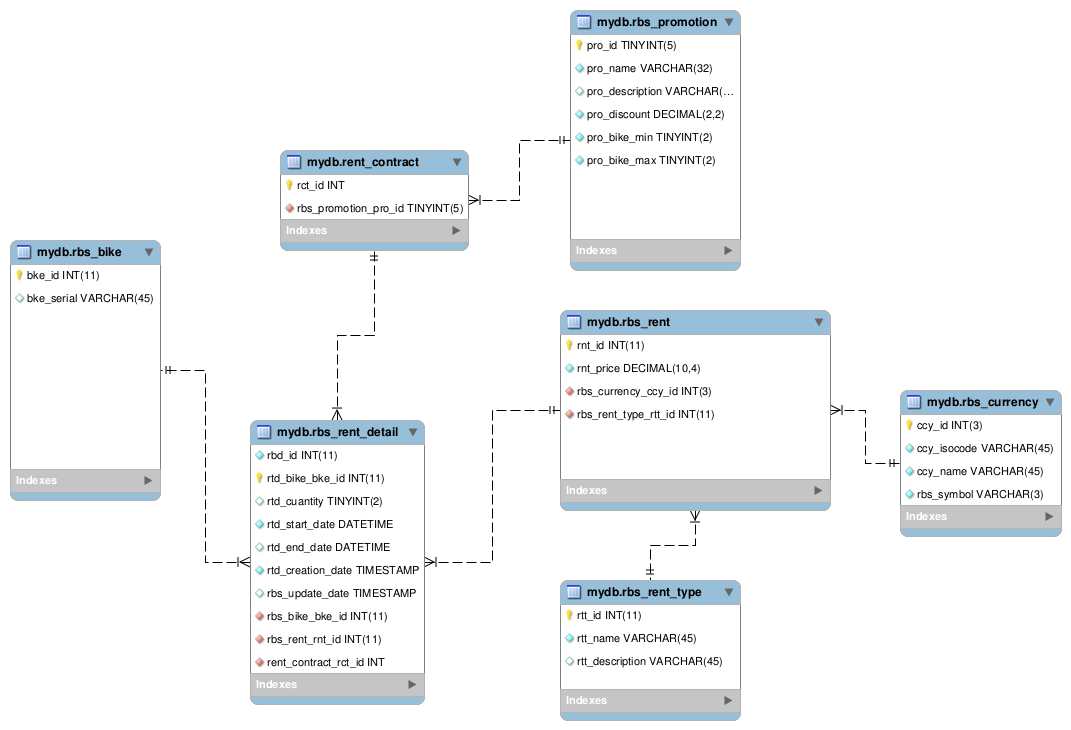 mydb.rbs_promotion
pro_id TINYINT(5)
pro_name VARCHAR(32)
pro_description VARCHAR(...
pro_discount DECIMAL(2,2)
pro_bike_min TINYINT(2)
pro_bike_max TINYINT(2)
Indexes
mydb.rent_contract
rct_id INT
rbs_promotion_pro_id TINYINT(5)
Indexes
mydb.rbs_bike
bke_id INT(11)
bke_serial VARCHAR(45)
Indexes
mydb.rbs_rent
rnt_id INT(11)
rnt_price DECIMAL(10,4)
rbs_currency_ccy_id INT(3)
rbs_rent_type_rtt_id INT(11)
Indexes
mydb.rbs_currency
ccy_id INT(3)
ccy_isocode VARCHAR(45)
ccy_name VARCHAR(45)
rbs_symbol VARCHAR(3)
Indexes
mydb.rbs_rent_detail
rbd_id INT(11)
rtd_bike_bke_id INT(11)
rtd_cuantity TINYINT(2)
rtd_start_date DATETIME
rtd_end_date DATETIME
rtd_creation_date TIMESTAMP
rbs_update_date TIMESTAMP
rbs_bike_bke_id INT(11)
rbs_rent_rnt_id INT(11)
rent_contract_rct_id INT
Indexes
mydb.rbs_rent_type
rtt_id INT(11)
rtt_name VARCHAR(45)
rtt_description VARCHAR(45)
Indexes